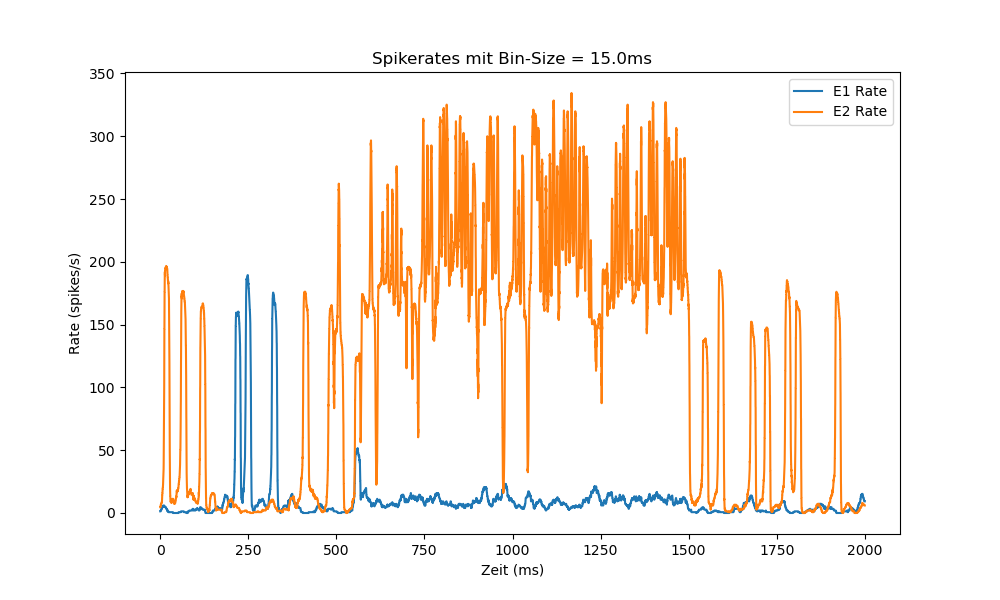 Spikerates mit Bin-Size = 15.0ms
E1 Rate
E2 Rate
Rate (spikes/s)
350
300
250
200
150
100
50
0
0 250 500 750 1000 1250 1500 1750 2000
Zeit (ms)